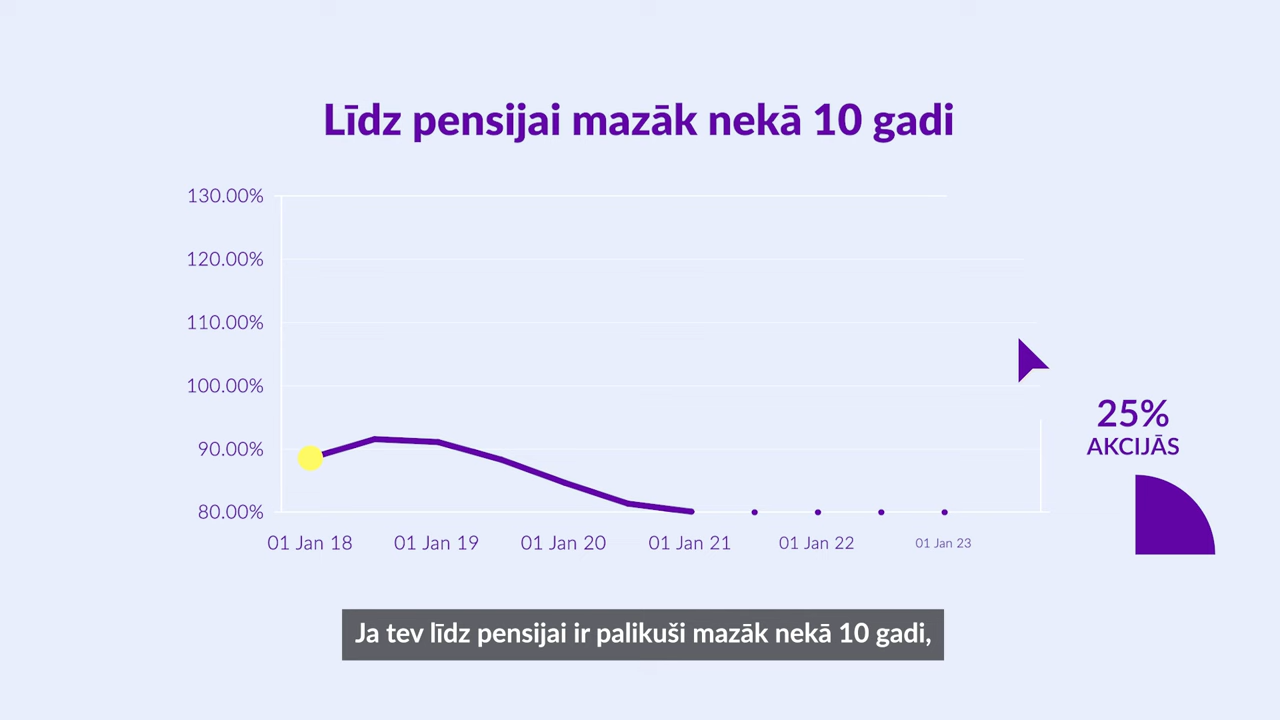 Līdz pensijai mazāk nekā 10 gadi
130.00%
120.00%
110.00%
100.00%
90.00%
80.00%
01 Jan 18
01 Jan 19
01 Jan 20
01 Jan 21
01 Jan 22
01 Jan 23
25%
AKCIJĀS
Ja tev līdz pensijai ir palikuši mazāk nekā 10 gadi,